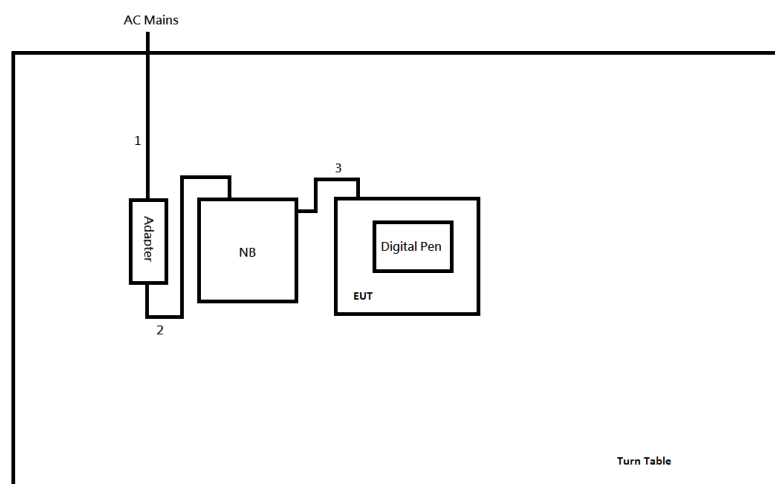 AC Mains
1
3
Adapter
NB
Digital Pen
EUT
2
Turn Table